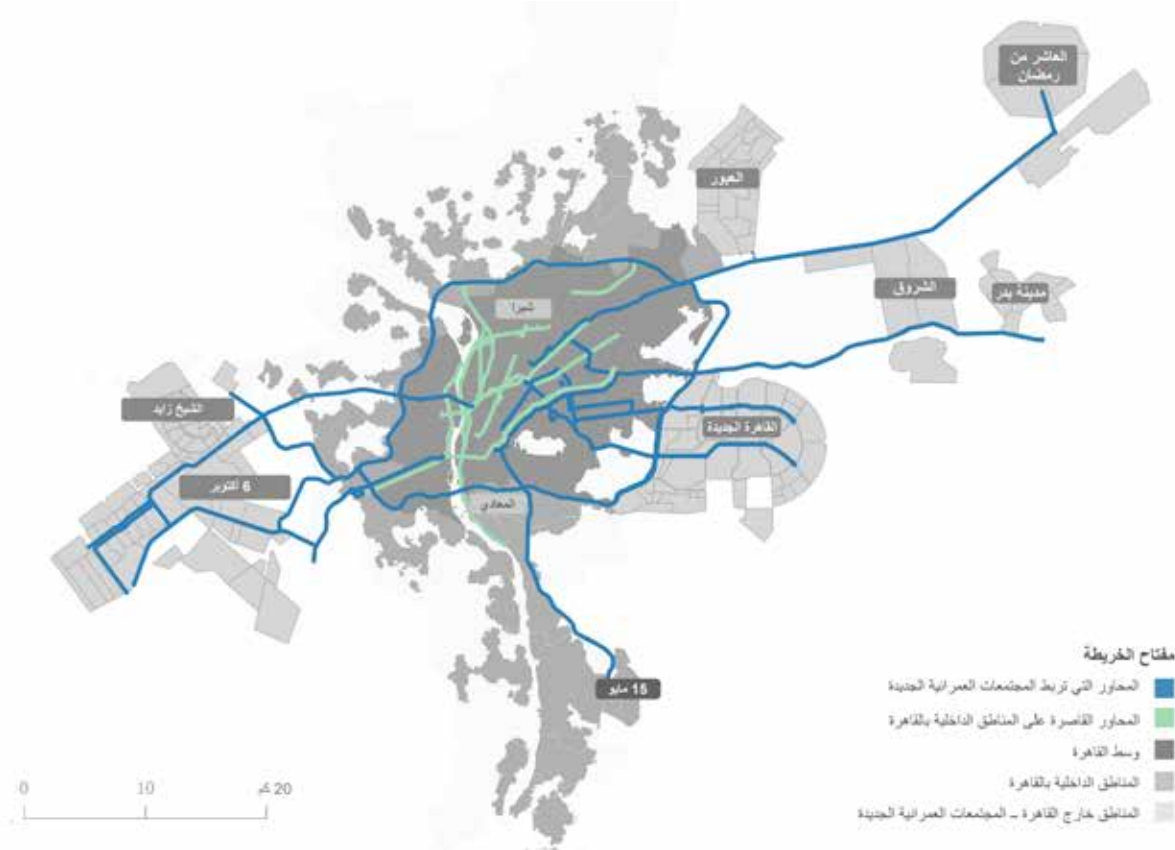 العاشر من
رمضان
العبور
الشروق
مدينة بدر
شبرا
الشيخ زايد
القاهرة الجديدة
6 أكتوبر
المعادي
15 مايو
مفتاح الخريطة
المحاور التي تربط المجتمعات العمرانية الجديدة
المحاور القاصرة على المناطق الداخلية بالقاهرة
وسط القاهرة
المناطق الداخلية بالقاهرة
المناطق خارج القاهرة – المجتمعات العمرانية الجديدة
0 10 20 كم